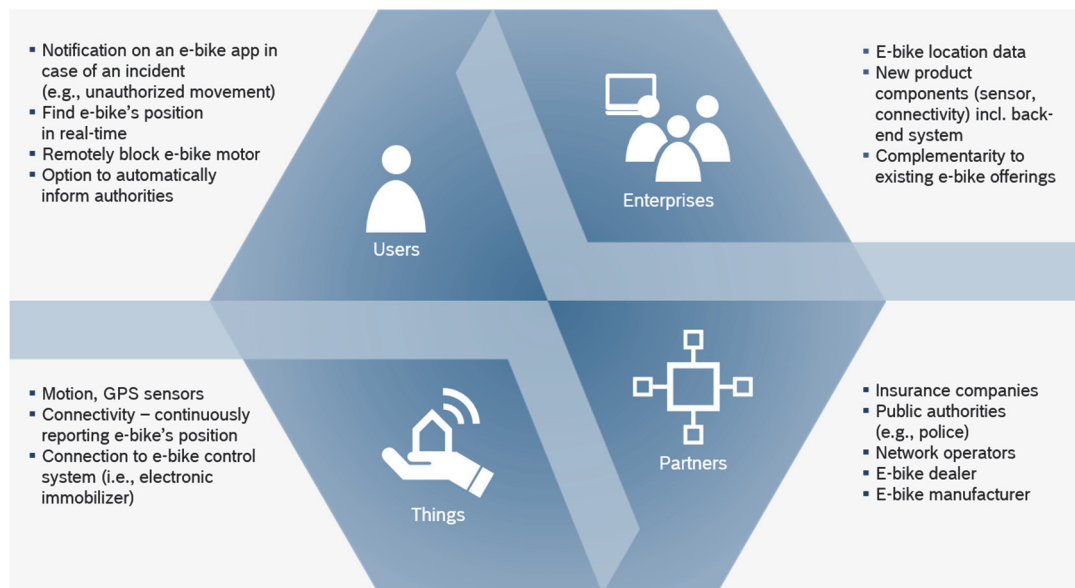 ▪ Notification on an e-bike app in
case of an incident
(e.g., unauthorized movement)
▪ Find e-bike's position
in real-time
▪ Remotely block e-bike motor
▪ Option to automatically
inform authorities
Users
Enterprises
▪ E-bike location data
▪ New product
components (sensor,
connectivity) incl. back-
end system
▪ Complementarity to
existing e-bike offerings
▪ Motion, GPS sensors
▪ Connectivity – continuously
reporting e-bike's position
▪ Connection to e-bike control
system (i.e., electronic
immobilizer)
Things
Partners
▪ Insurance companies
▪ Public authorities
(e.g., police)
▪ Network operators
▪ E-bike dealer
▪ E-bike manufacturer